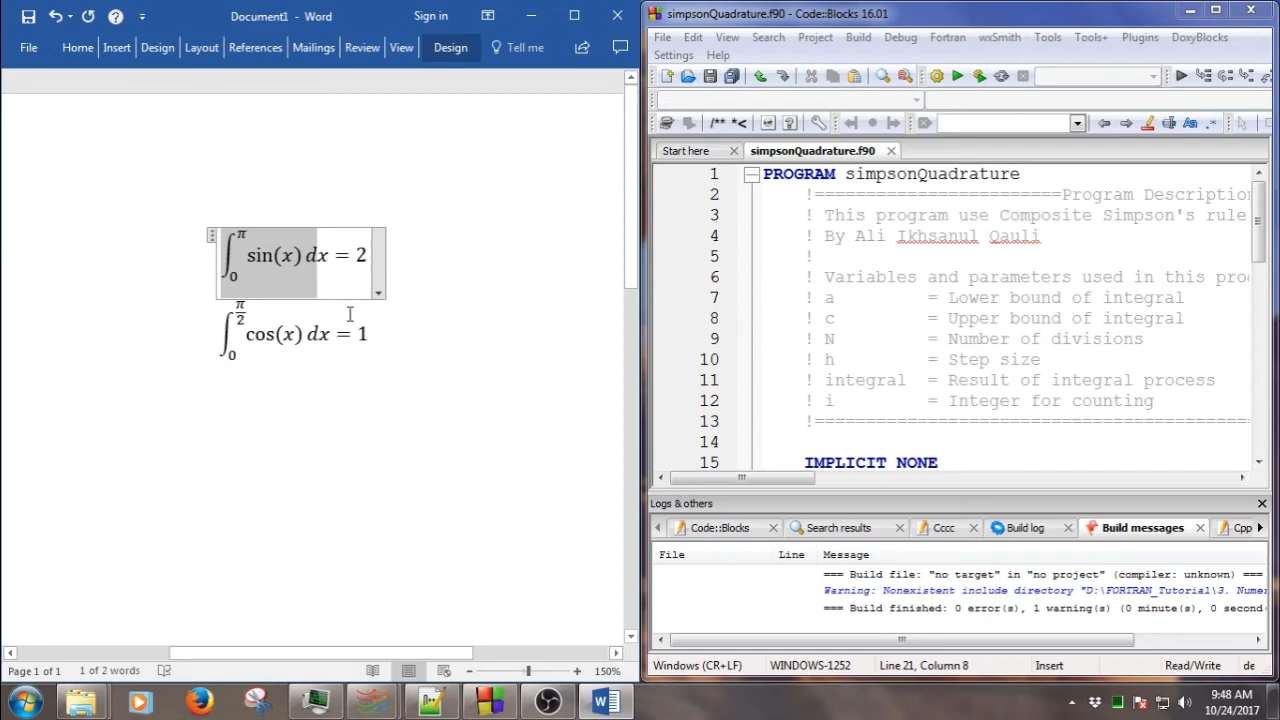 Document1 - Word
Sign in
File Home Insert Design Layout References Mailings Review View Design Tell me
∫₀^π sin(x) dx = 2
∫₀^(π/2) cos(x) dx = 1
Page 1 of 1 1 of 2 words 150%
simpsonQuadrature.f90 - Code::Blocks 16.01
File Edit View Search Project Build Debug Fortran wxSmith Tools Tools+ Plugins DoxyBlocks
Settings Help
/** *<
Start here simpsonQuadrature.f90
1 PROGRAM simpsonQuadrature
2 !========================Program Description
3 ! This program use Composite Simpson's rule
4 ! By Ali Ikhsanul Qauli
5 !
6 ! Variables and parameters used in this pro
7 ! a = Lower bound of integral
8 ! c = Upper bound of integral
9 ! N = Number of divisions
10 ! h = Step size
11 ! integral = Result of integral process
12 ! i = Integer for counting
13 !==========================================
14
15 IMPLICIT NONE
Logs & others
Code::Blocks Search results Cccc Build log Build messages Cpp
File Line Message
=== Build file: "no target" in "no project" (compiler: unknown) ===
Warning: Nonexistent include directory "D:\FORTRAN_Tutorial\3. Numer
=== Build finished: 0 error(s), 1 warning(s) (0 minute(s), 0 second
Windows (CR+LF) WINDOWS-1252 Line 21, Column 8 Insert Read/Write de
9:48 AM
10/24/2017